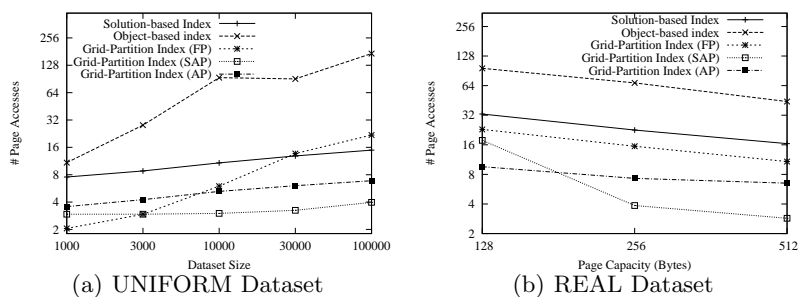 Solution-based Index
Object-based index
Grid-Partition Index (FP)
Grid-Partition Index (SAP)
Grid-Partition Index (AP)
# Page Accesses
256
128
64
32
16
8
4
2
1000
3000
10000
30000
100000
Dataset Size
(a) UNIFORM Dataset
Solution-based Index
Object-based Index
Grid-Partition Index (FP)
Grid-Partition Index (SAP)
Grid-Partition Index (AP)
# Page Accesses
256
128
64
32
16
8
4
2
128
256
512
Page Capacity (Bytes)
(b) REAL Dataset